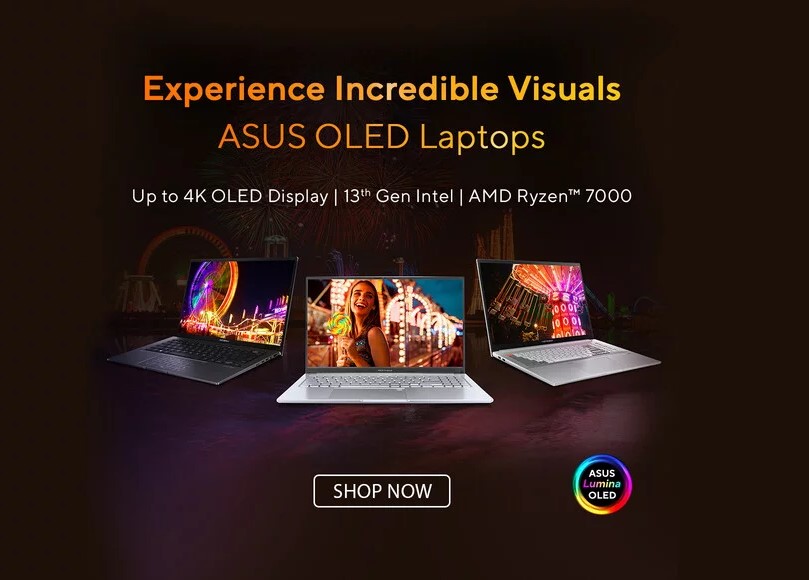 Experience Incredible Visuals
ASUS OLED Laptops
Up to 4K OLED Display | 13th Gen Intel | AMD Ryzen™ 7000
SHOP NOW
ASUS
Lumina
OLED